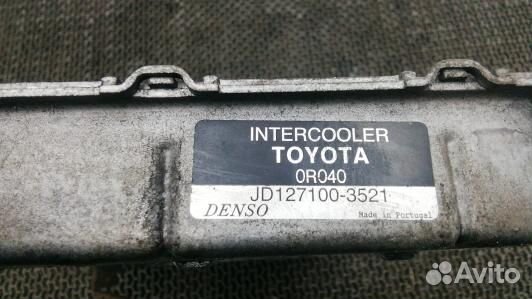 INTERCOOLER
TOYOTA
0R040
JD127100-3521
DENSO Made in Portugal
Avito